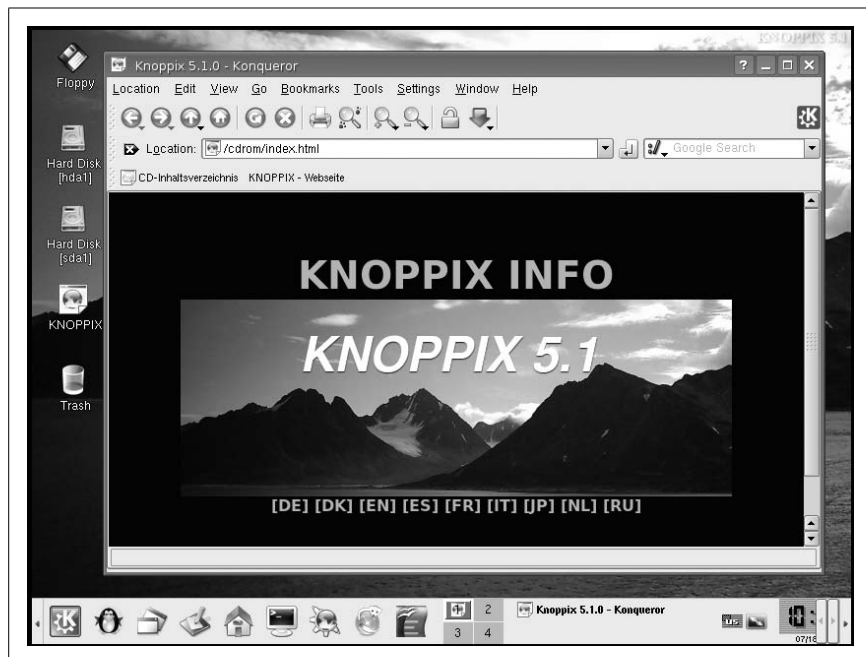 KNOPPIX 5.1
Floppy
Hard Disk
[hda1]
Hard Disk
[sda1]
KNOPPIX
Trash
Knoppix 5.1.0 - Konqueror
Location Edit View Go Bookmarks Tools Settings Window Help
Location: /cdrom/index.html
Google Search
CD-Inhaltsverzeichnis KNOPPIX - Webseite
KNOPPIX INFO
KNOPPIX 5.1
[DE] [DK] [EN] [ES] [FR] [IT] [JP] [NL] [RU]
2
3 4
Knoppix 5.1.0 - Konqueror
us
10:
07/18